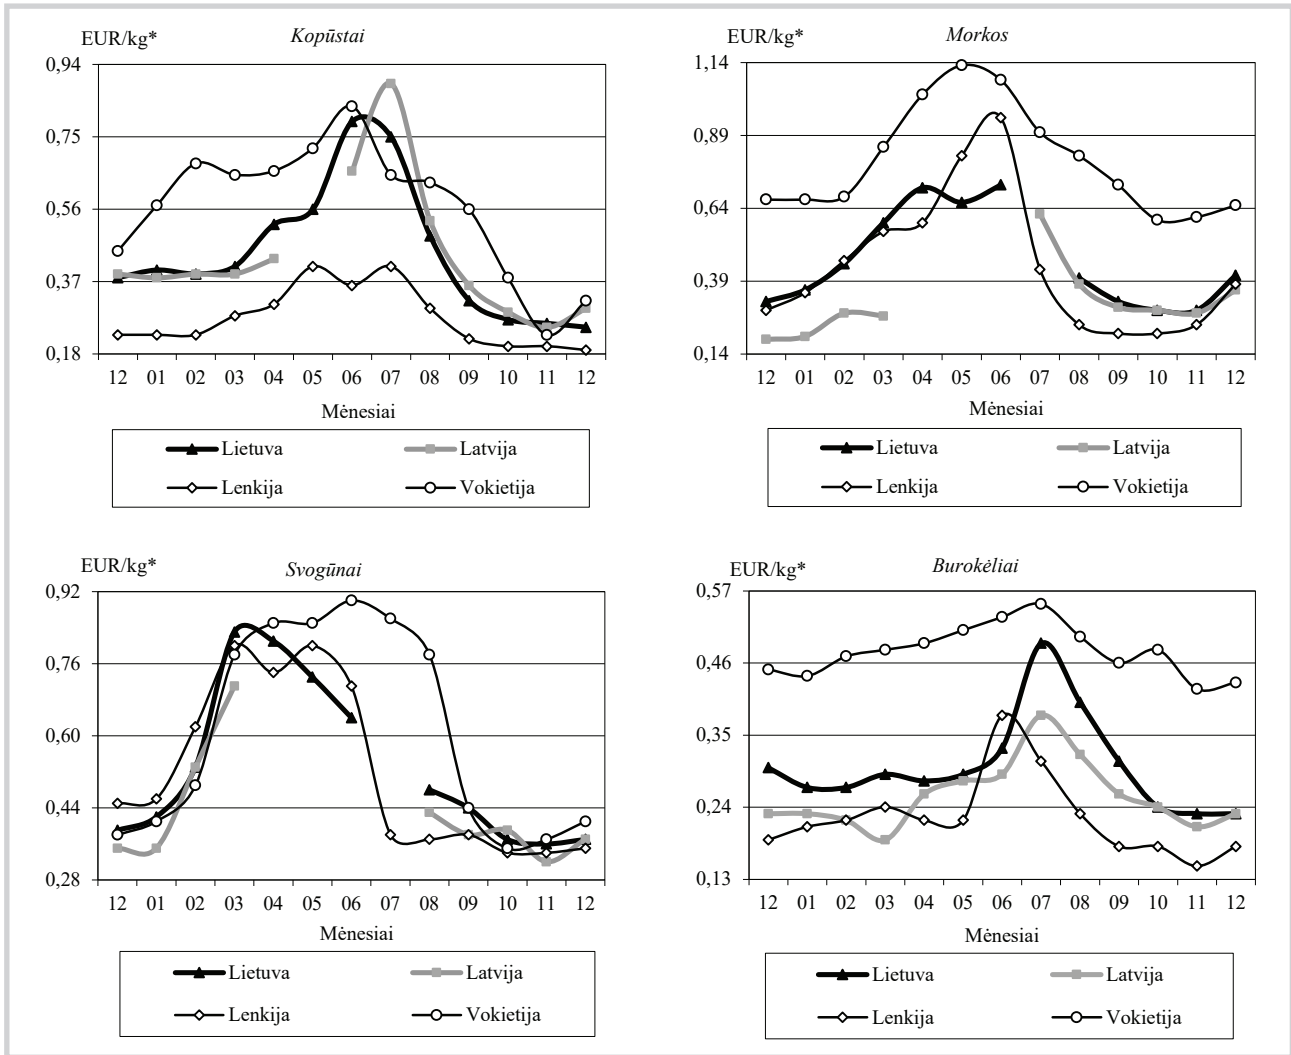 EUR/kg*
Kopūstai
0,94
0,75
0,56
0,37
0,18
12 01 02 03 04 05 06 07 08 09 10 11 12
Mėnesiai
Lietuva Latvija
Lenkija Vokietija
EUR/kg*
Morkos
1,14
0,89
0,64
0,39
0,14
12 01 02 03 04 05 06 07 08 09 10 11 12
Mėnesiai
Lietuva Latvija
Lenkija Vokietija
EUR/kg*
Svogūnai
0,92
0,76
0,60
0,44
0,28
12 01 02 03 04 05 06 07 08 09 10 11 12
Mėnesiai
Lietuva Latvija
Lenkija Vokietija
EUR/kg*
Burokėliai
0,57
0,46
0,35
0,24
0,13
12 01 02 03 04 05 06 07 08 09 10 11 12
Mėnesiai
Lietuva Latvija
Lenkija Vokietija